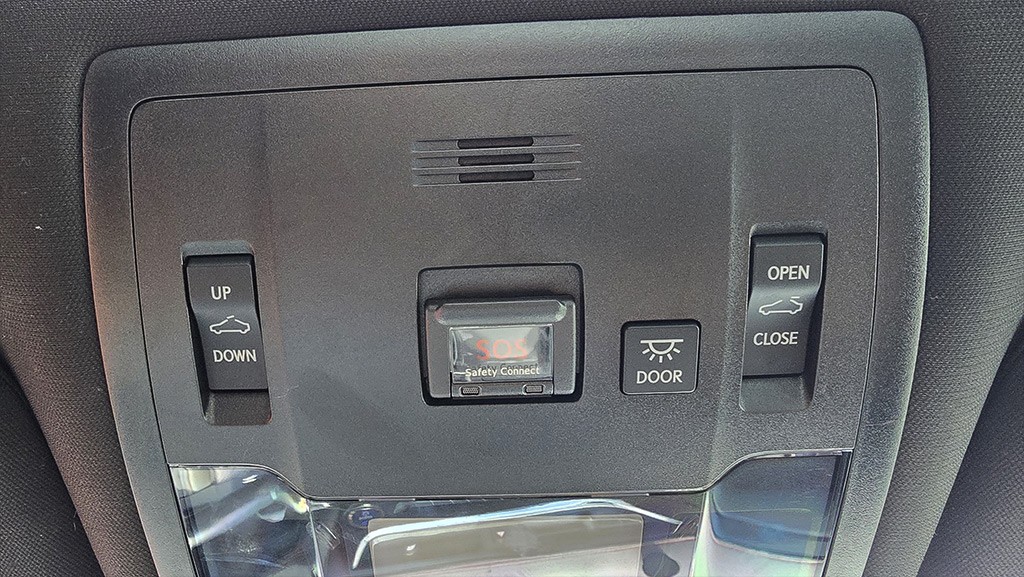 UP
DOWN
SOS
Safety Connect
DOOR
OPEN
CLOSE